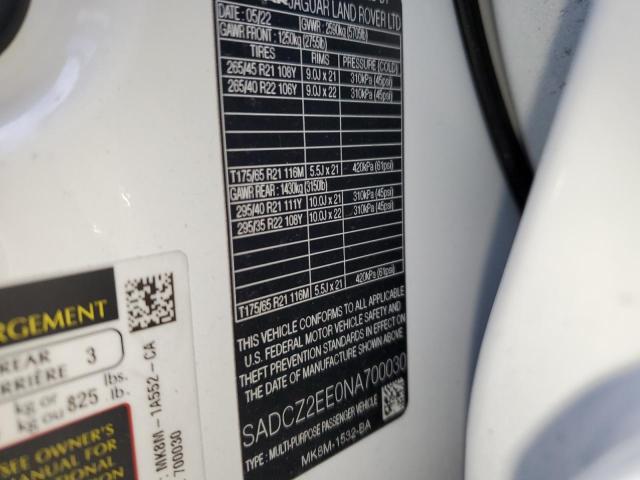 JAGUAR LAND ROVER LTD
DATE: 05/22 GVWR: 2590kg (5705lb)
GAWR FRONT: 1250kg (2755lb)
TIRES RIMS PRESSURE (COLD)
265/45 R21 108Y 9.0J x 21 310kPa (45psi)
265/40 R22 106Y 9.0J x 22 310kPa (45psi)
T175/65 R21 116M 5.5J x 21 420kPa (61psi)
GAWR REAR: 1430kg (3150lb)
295/40 R21 111Y 10.0J x 21 310kPa (45psi)
295/35 R22 108Y 10.0J x 22 310kPa (45psi)
T175/65 R21 116M 5.5J x 21 420kPa (61psi)
THIS VEHICLE CONFORMS TO ALL APPLICABLE
U.S. FEDERAL MOTOR VEHICLE SAFETY AND
THEFT PREVENTION STANDARDS IN EFFECT ON
THE DATE OF MANUFACTURE SHOWN ABOVE.
SADCZ2EE0NA700030
TYPE: MULTI-PURPOSE PASSENGER VEHICLE
MK8M-1532-BA
RGEMENT
REAR 3
RRIÈRE
kg or 825 lbs.
kg ou lb.
SEE OWNER'S
MANUAL FOR
MK8M-1A552-CA
700030